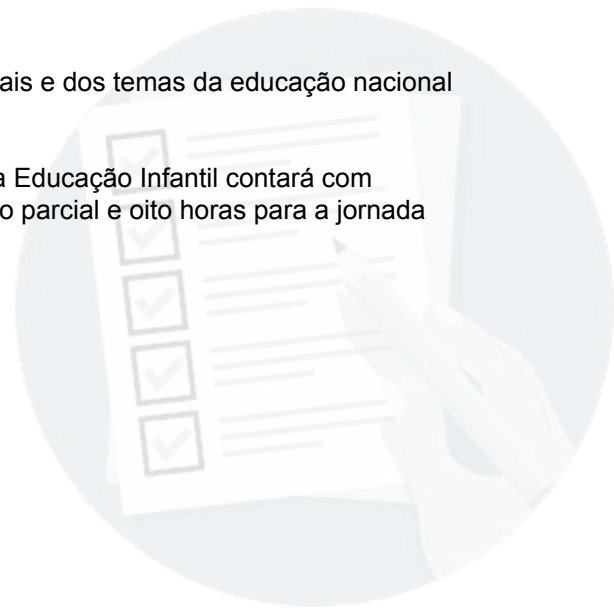 ais e dos temas da educação nacional
a Educação Infantil contará com
o parcial e oito horas para a jornada